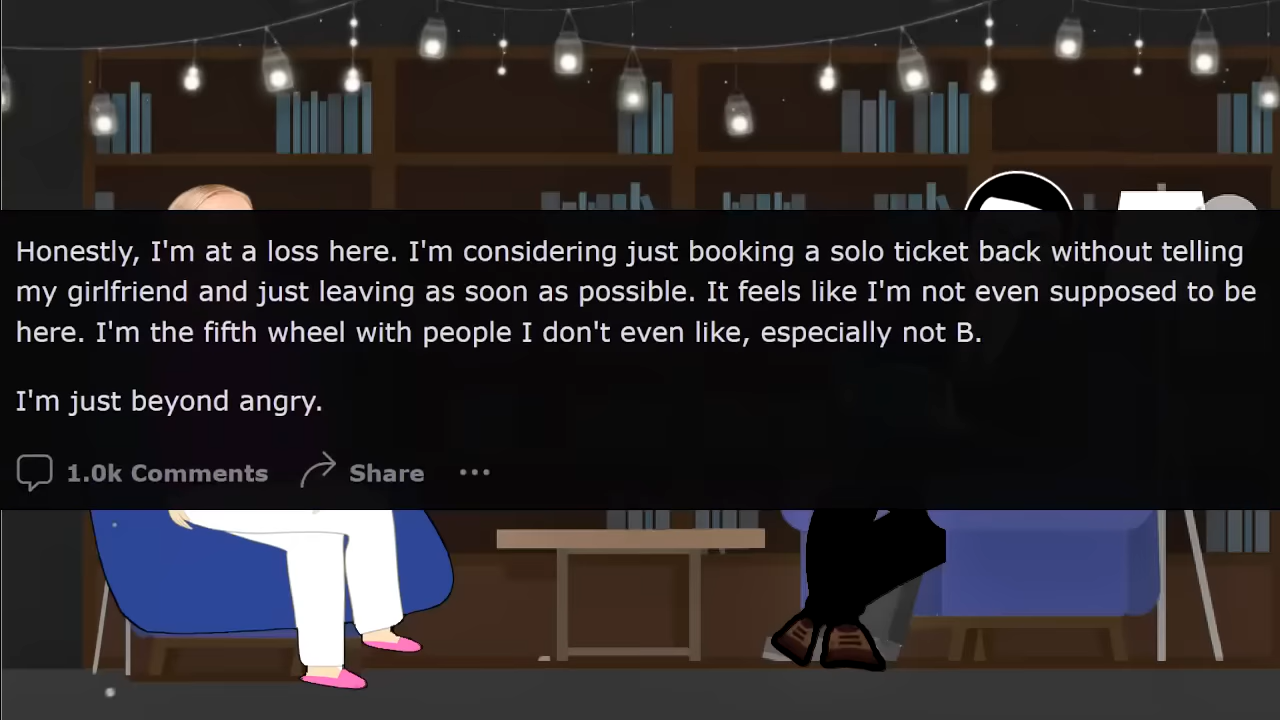 Honestly, I'm at a loss here. I'm considering just booking a solo ticket back without telling
my girlfriend and just leaving as soon as possible. It feels like I'm not even supposed to be
here. I'm the fifth wheel with people I don't even like, especially not B.
I'm just beyond angry.
1.0k Comments Share